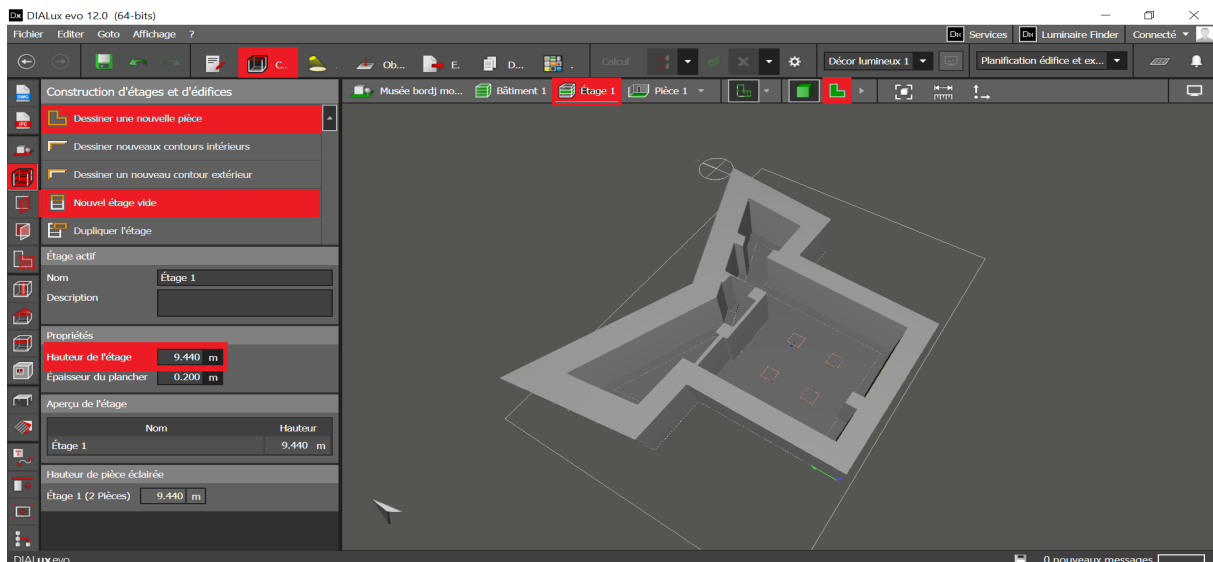 Dx DIALux evo 12.0 (64-bits)
Fichier Editer Goto Affichage ? Dx Services Dx Luminaire Finder Connecté
C... Ob... E. D... Calcul Décor lumineux 1 Planification édifice et ex...
Construction d'étages et d'édifices Musée bordj mo... Bâtiment 1 Étage 1 Pièce 1
Dessiner une nouvelle pièce
Dessiner nouveaux contours intérieurs
Dessiner un nouveau contour extérieur
Nouvel étage vide
Dupliquer l'étage
Étage actif
Nom Étage 1
Description
Propriétés
Hauteur de l'étage 9.440 m
Épaisseur du plancher 0.200 m
Aperçu de l'étage
Nom Hauteur
Étage 1 9.440 m
Hauteur de pièce éclairée
Étage 1 (2 Pièces) 9.440 m
DIALux evo 0 nouveaux messages